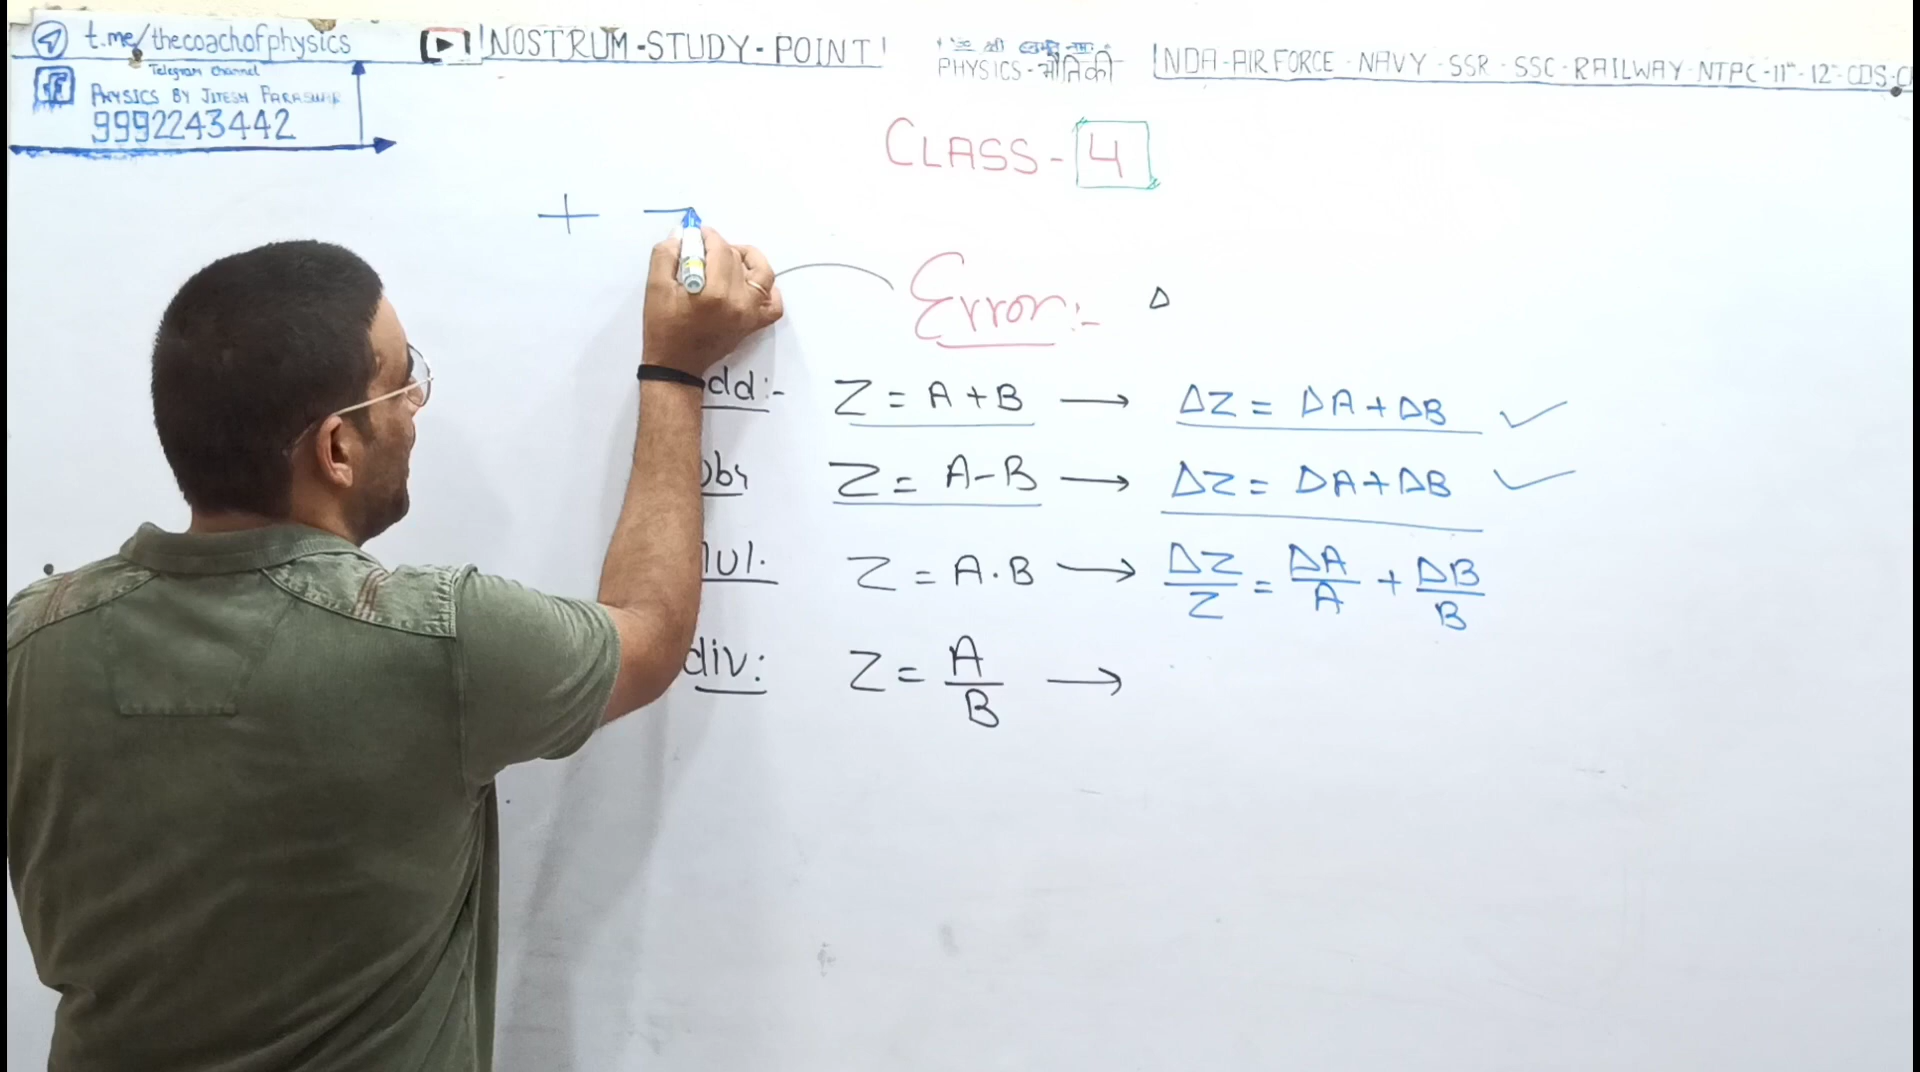 t.me/thecoachofphysics
Telegram Channel
PHYSICS BY JITESH PARASHAR
9992243442
NOSTRUM-STUDY-POINT
PHYSICS-भौतिकी
NDA-AIR FORCE-NAVY-SSR-SSC-RAILWAY-NTPC-11th-12th-CDS-C
CLASS-4
+ -
Error:- Δ
dd:- Z = A + B → ΔZ = ΔA + ΔB ✓
Z = A - B → ΔZ = ΔA + ΔB ✓
ul. Z = A . B → ΔZ/Z = ΔA/A + ΔB/B
div: Z = A/B →